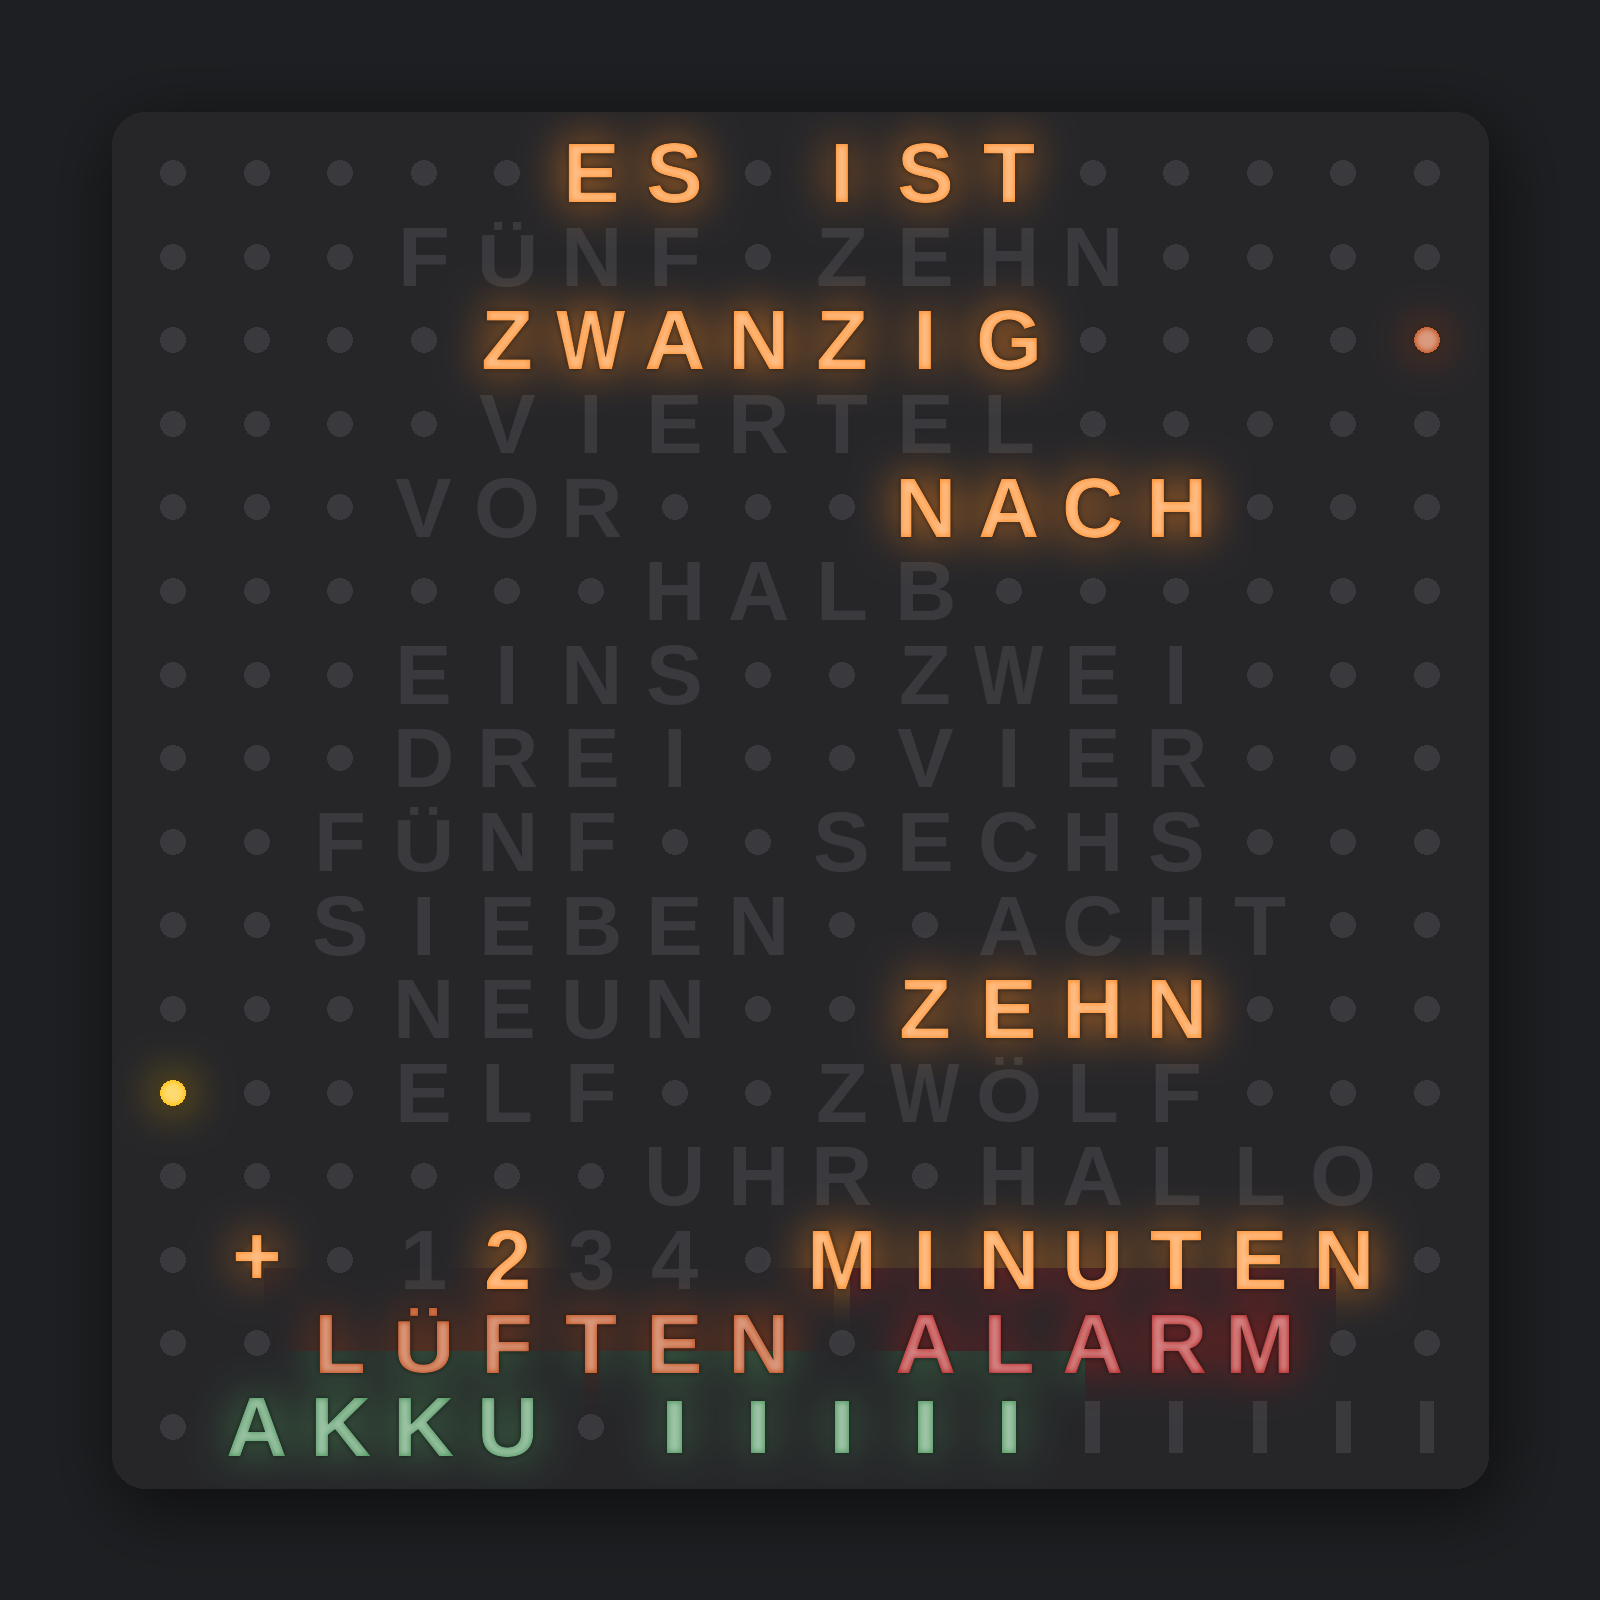 ES IST
FÜNF ZEHN
ZWANZIG
VIERTEL
VOR NACH
HALB
EINS ZWEI
DREI VIER
FÜNF SECHS
SIEBEN ACHT
NEUN ZEHN
ELF ZWÖLF
UHR HALLO
+ 1 2 3 4 MINUTEN
LÜFTEN ALARM
AKKU I I I I I I I I I I